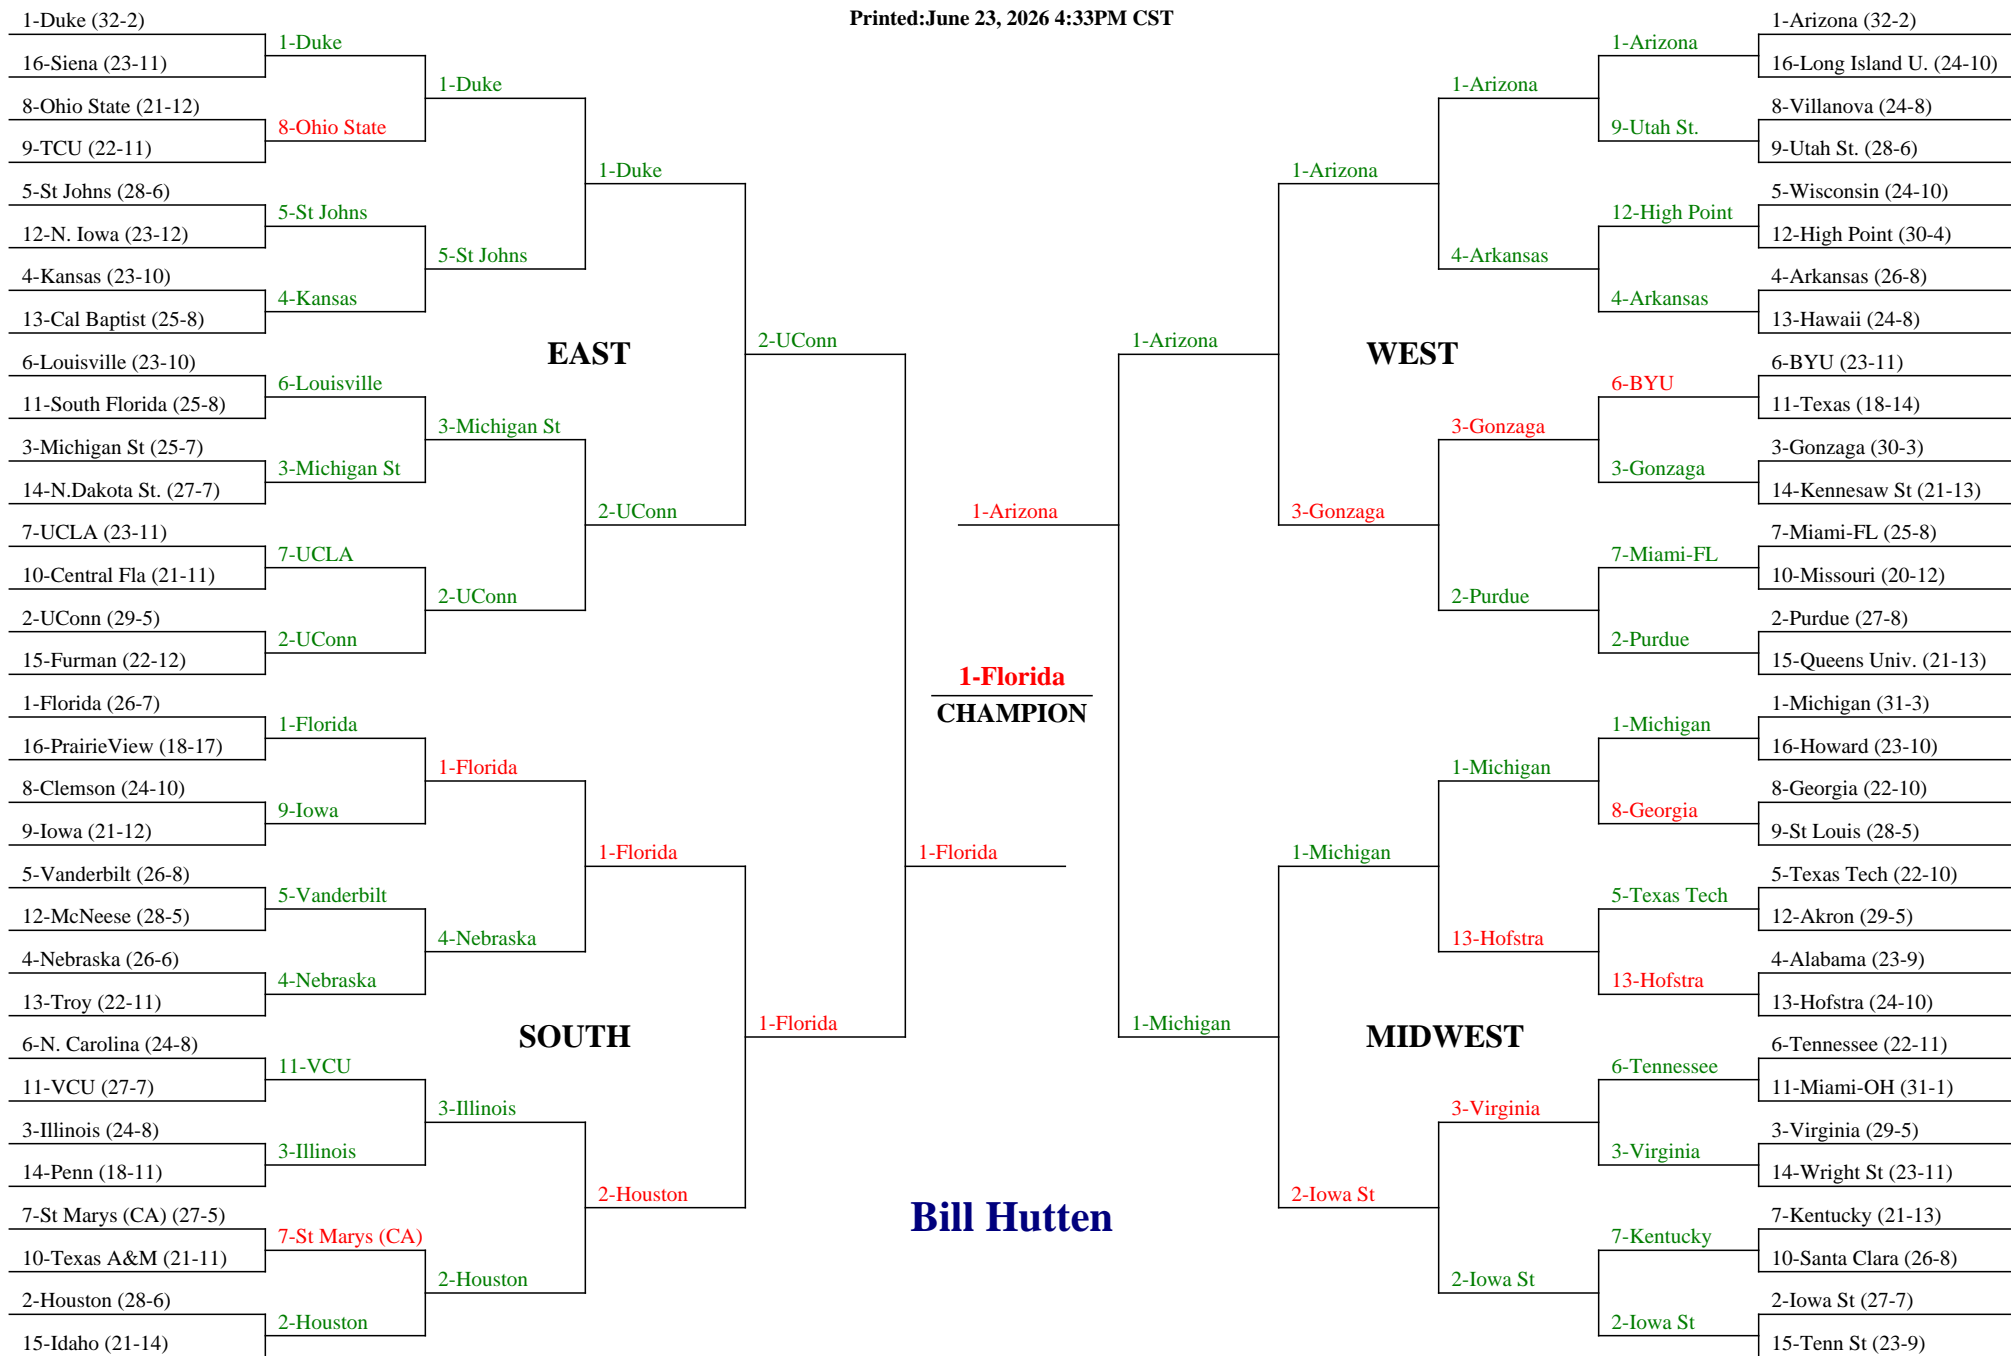 Printed:June 23, 2026 4:33PM CST
1-Duke (32-2)
16-Siena (23-11)
8-Ohio State (21-12)
9-TCU (22-11)
5-St Johns (28-6)
12-N. Iowa (23-12)
4-Kansas (23-10)
13-Cal Baptist (25-8)
6-Louisville (23-10)
11-South Florida (25-8)
3-Michigan St (25-7)
14-N.Dakota St. (27-7)
7-UCLA (23-11)
10-Central Fla (21-11)
2-UConn (29-5)
15-Furman (22-12)
1-Florida (26-7)
16-PrairieView (18-17)
8-Clemson (24-10)
9-Iowa (21-12)
5-Vanderbilt (26-8)
12-McNeese (28-5)
4-Nebraska (26-6)
13-Troy (22-11)
6-N. Carolina (24-8)
11-VCU (27-7)
3-Illinois (24-8)
14-Penn (18-11)
7-St Marys (CA) (27-5)
10-Texas A&M (21-11)
2-Houston (28-6)
15-Idaho (21-14)
1-Duke
8-Ohio State
5-St Johns
4-Kansas
6-Louisville
3-Michigan St
7-UCLA
2-UConn
1-Florida
9-Iowa
5-Vanderbilt
4-Nebraska
11-VCU
3-Illinois
7-St Marys (CA)
2-Houston
1-Duke
5-St Johns
3-Michigan St
2-UConn
1-Florida
4-Nebraska
3-Illinois
2-Houston
EAST
SOUTH
1-Duke
2-UConn
1-Florida
2-Houston
2-UConn
1-Florida
1-Florida
1-Arizona
1-Florida
CHAMPION
Bill Hutten
1-Arizona
1-Michigan
1-Arizona
3-Gonzaga
1-Michigan
2-Iowa St
WEST
MIDWEST
1-Arizona
4-Arkansas
3-Gonzaga
2-Purdue
1-Michigan
13-Hofstra
3-Virginia
2-Iowa St
1-Arizona
9-Utah St.
12-High Point
4-Arkansas
6-BYU
3-Gonzaga
7-Miami-FL
2-Purdue
1-Michigan
8-Georgia
5-Texas Tech
13-Hofstra
6-Tennessee
3-Virginia
7-Kentucky
2-Iowa St
1-Arizona (32-2)
16-Long Island U. (24-10)
8-Villanova (24-8)
9-Utah St. (28-6)
5-Wisconsin (24-10)
12-High Point (30-4)
4-Arkansas (26-8)
13-Hawaii (24-8)
6-BYU (23-11)
11-Texas (18-14)
3-Gonzaga (30-3)
14-Kennesaw St (21-13)
7-Miami-FL (25-8)
10-Missouri (20-12)
2-Purdue (27-8)
15-Queens Univ. (21-13)
1-Michigan (31-3)
16-Howard (23-10)
8-Georgia (22-10)
9-St Louis (28-5)
5-Texas Tech (22-10)
12-Akron (29-5)
4-Alabama (23-9)
13-Hofstra (24-10)
6-Tennessee (22-11)
11-Miami-OH (31-1)
3-Virginia (29-5)
14-Wright St (23-11)
7-Kentucky (21-13)
10-Santa Clara (26-8)
2-Iowa St (27-7)
15-Tenn St (23-9)